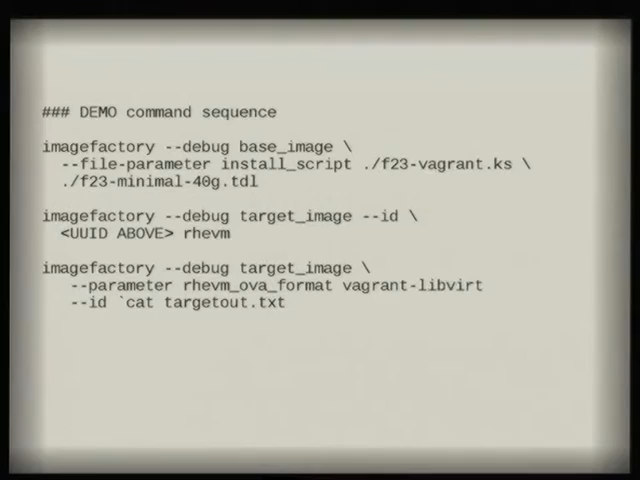 ### DEMO command sequence
imagefactory --debug base_image \
--file-parameter install_script ./f23-vagrant.ks \
./f23-minimal-40g.tdl
imagefactory --debug target_image --id \
<UUID ABOVE> rhevm
imagefactory --debug target_image \
--parameter rhevm_ova_format vagrant-libvirt
--id `cat targetout.txt